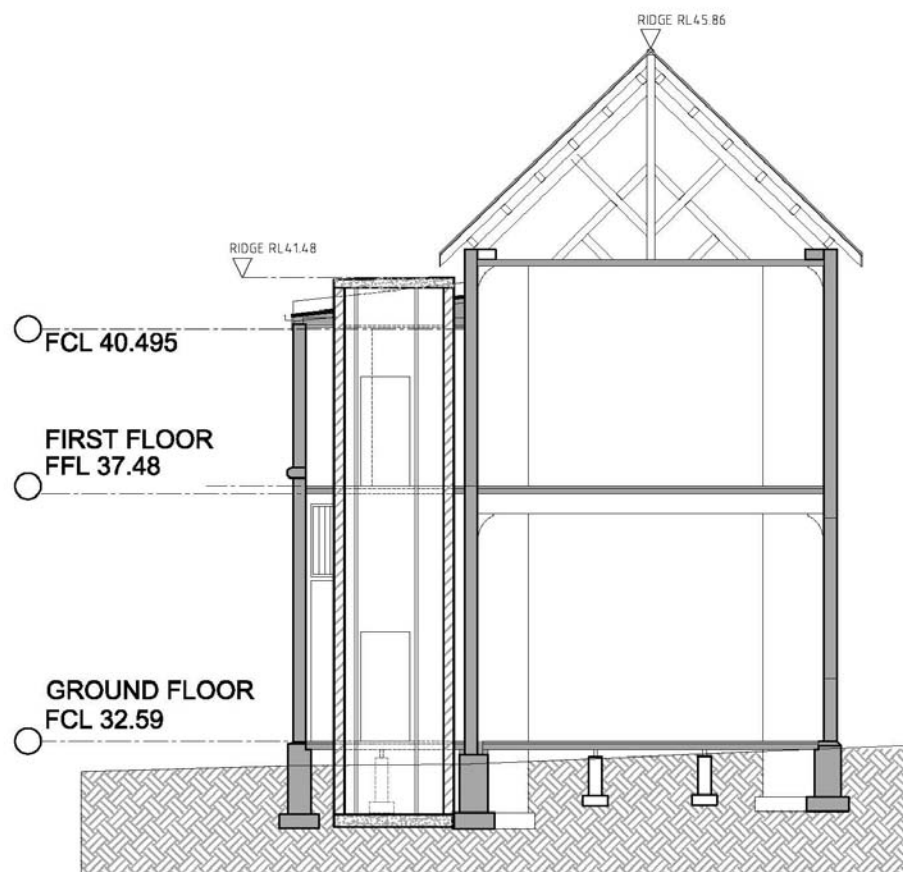 RIDGE RL45.86
RIDGE RL41.48
FCL 40.495
FIRST FLOOR
FFL 37.48
GROUND FLOOR
FCL 32.59